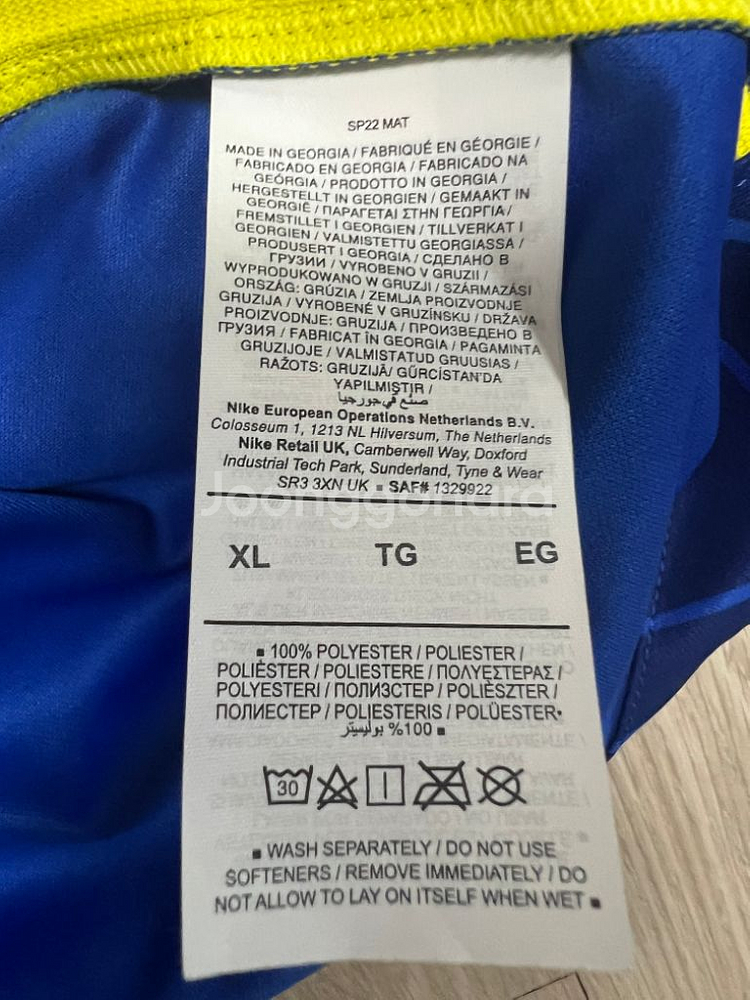 SP22 MAT
MADE IN GEORGIA / FABRIQUÉ EN GÉORGIE /
FABRICADO EN GEORGIA / FABRICADO NA
GEÓRGIA / PRODOTTO IN GEORGIA /
HERGESTELLT IN GEORGIEN / GEMAAKT IN
GEORGIË / ΠΑΡΑΓΕΤΑΙ ΣΤΗΝ ΓΕΩΡΓΙΑ /
FREMSTILLET I GEORGIEN / TILLVERKAT I
GEORGIEN / VALMISTETTU GEORGIASSA /
PRODUSERT I GEORGIA / СДЕЛАНО В
ГРУЗИИ / VYROBENO V GRUZII /
WYPRODUKOWANO W GRUZJI / SZÁRMAZÁSI
ORSZÁG: GRÚZIA / ZEMLJA PROIZVODNJE
GRUZIJA / VYROBENÉ V GRUZÍNSKU / DRŽAVA
PROIZVODNJE: GRUZIJA / ПРОИЗВЕДЕНО В
ГРУЗИЯ / FABRICAT ÎN GEORGIA / PAGAMINTA
GRUZIJOJE / VALMISTATUD GRUUSIAS /
RAŽOTS: GRUZIJĀ / GÜRCİSTAN'DA
YAPILMIŞTIR /
صنع في جورجيا
Nike European Operations Netherlands B.V.
Colosseum 1, 1213 NL Hilversum, The Netherlands
Nike Retail UK, Camberwell Way, Doxford
Industrial Tech Park, Sunderland, Tyne & Wear
SR3 3XN UK ■ SAF# 1329922
Joonggonara
XL TG EG
■ 100% POLYESTER / POLIESTER /
POLIÉSTER / POLIESTERE / ΠΟΛΥΕΣΤΕΡΑΣ /
POLYESTERI / ПОЛИЭСТЕР / POLIÉSZTER /
ПОЛИЕСТЕР / POLIESTERIS / POLÜESTER•
100% بوليستر ■
30
■ WASH SEPARATELY / DO NOT USE
SOFTENERS / REMOVE IMMEDIATELY / DO
NOT ALLOW TO LAY ON ITSELF WHEN WET ■